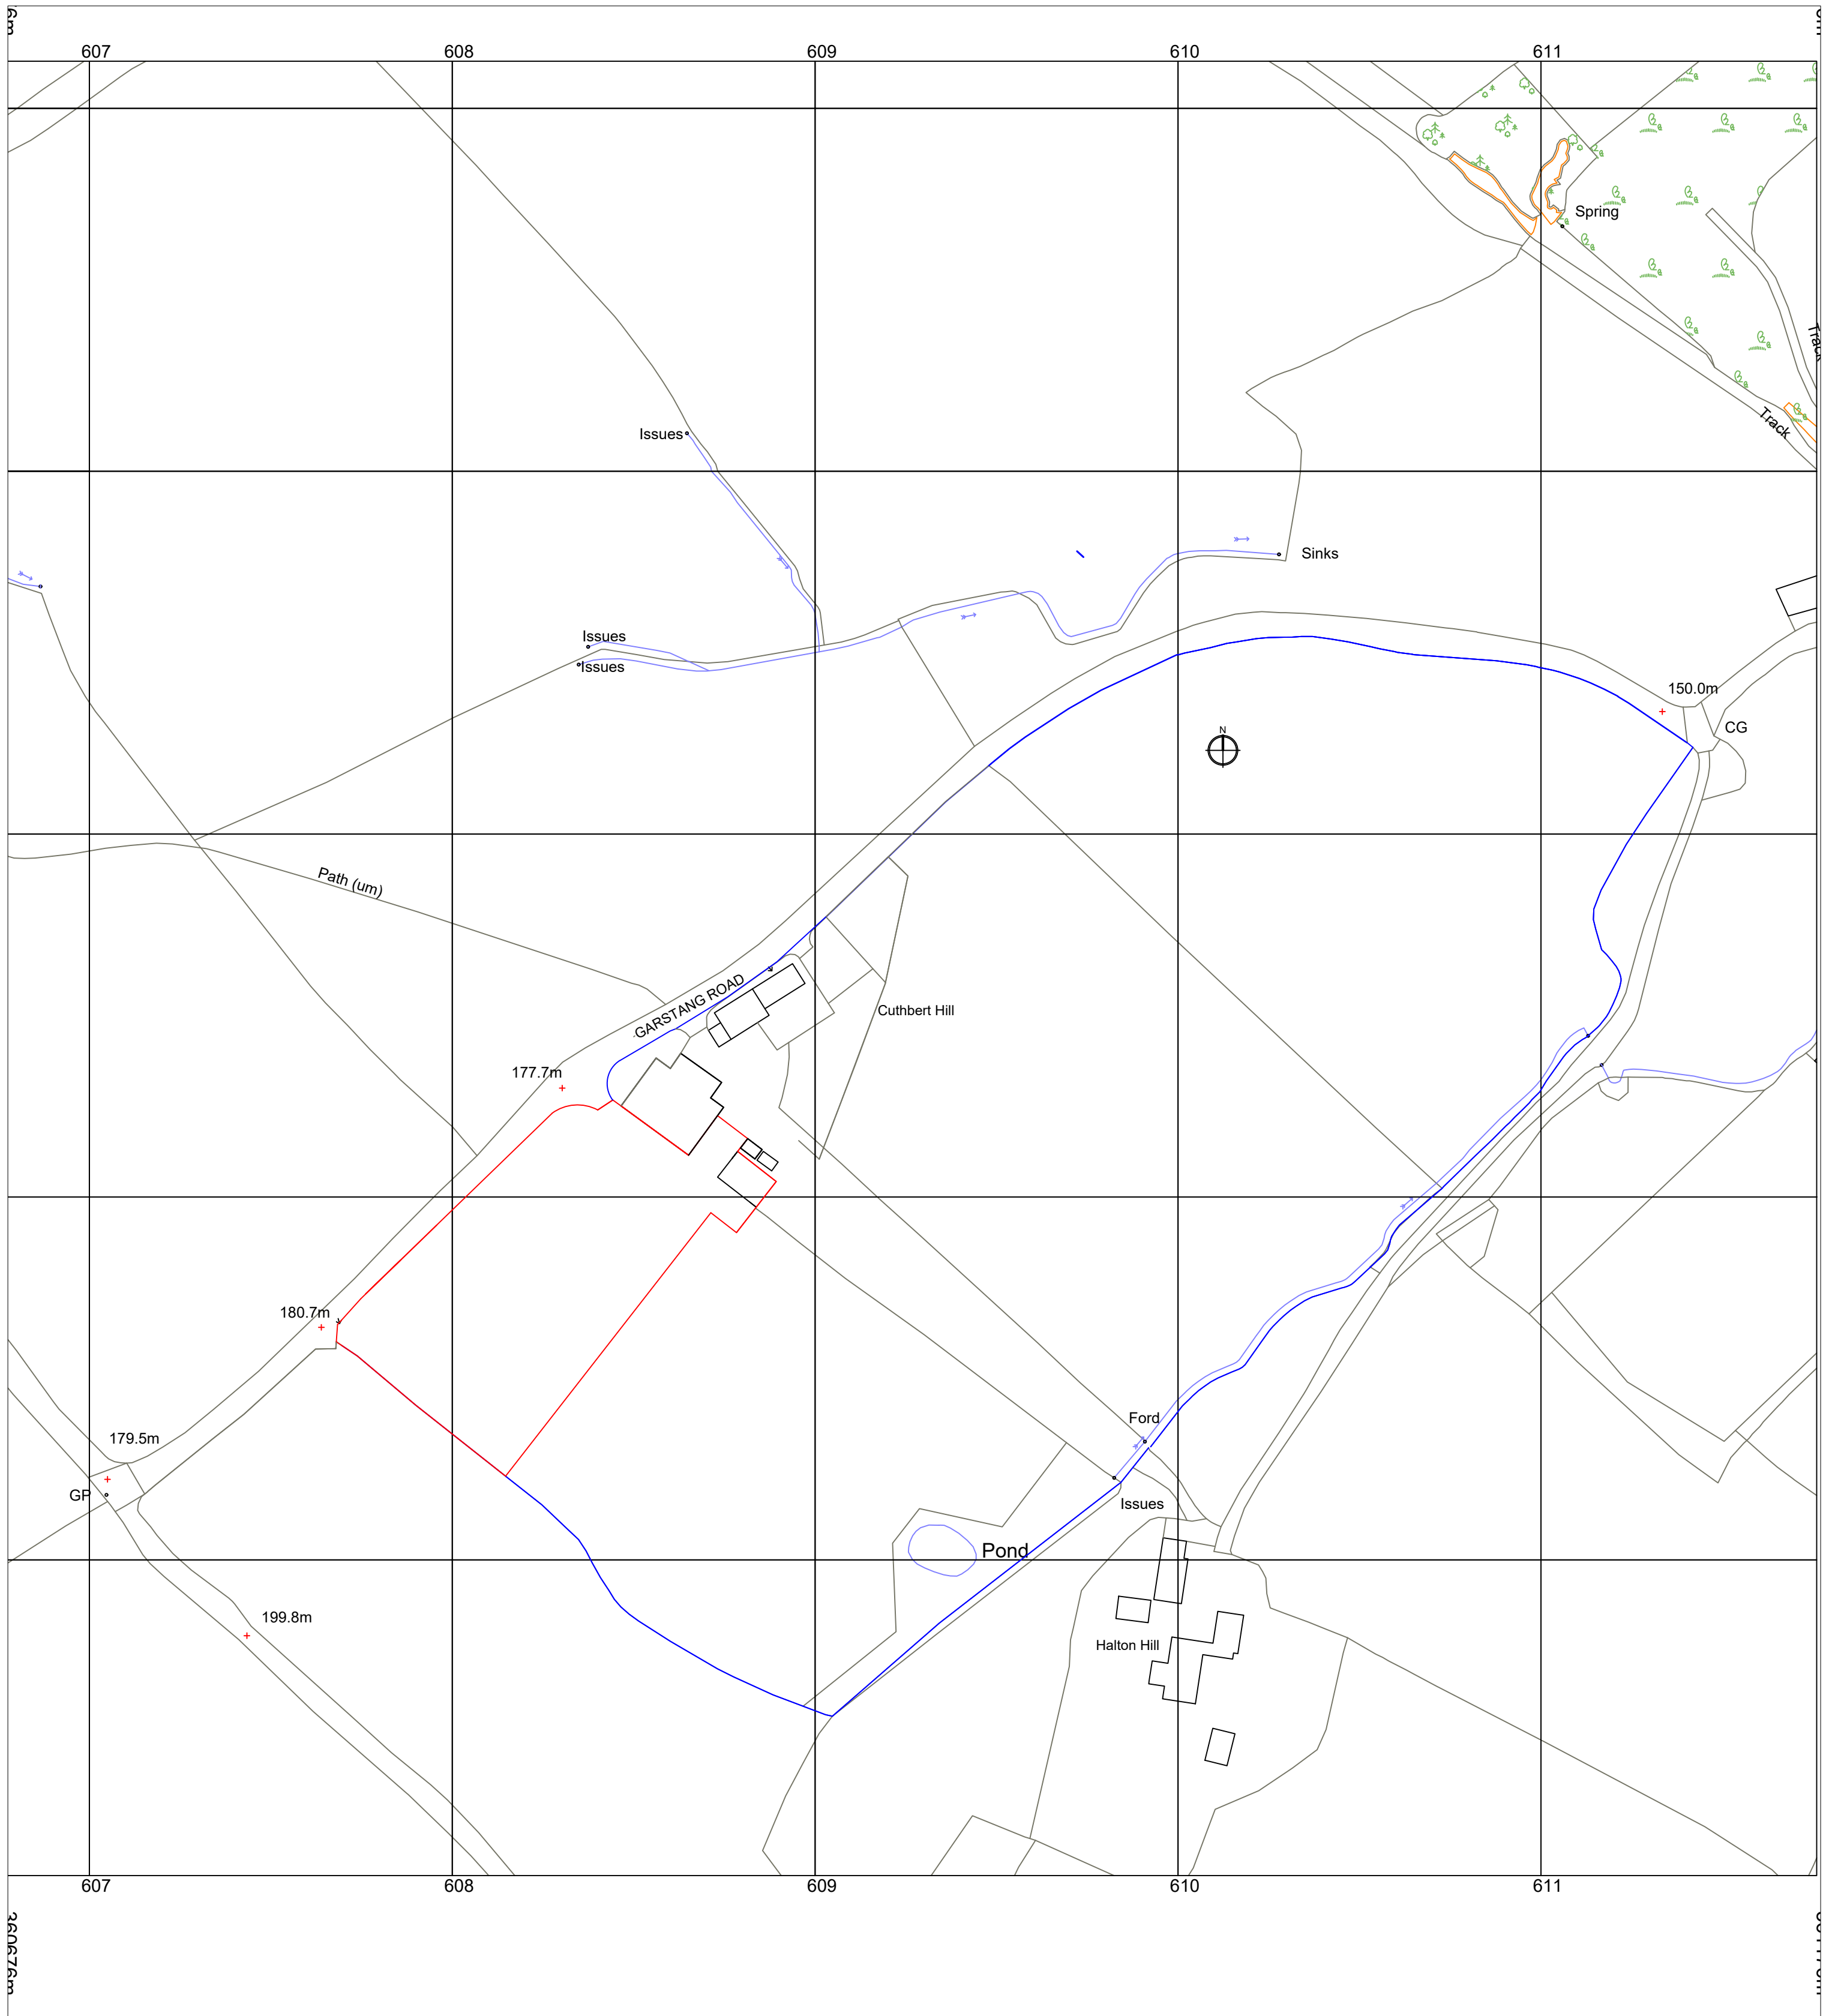 607 608 609 610 611
Spring
Track
Track
Issues
Sinks
Issues
Issues
150.0m
CG
N
Path (um)
GARSTANG ROAD
Cuthbert Hill
177.7m
180.7m
Ford
179.5m
GP
Issues
Pond
199.8m
Halton Hill
607 608 609 610 611
360676m